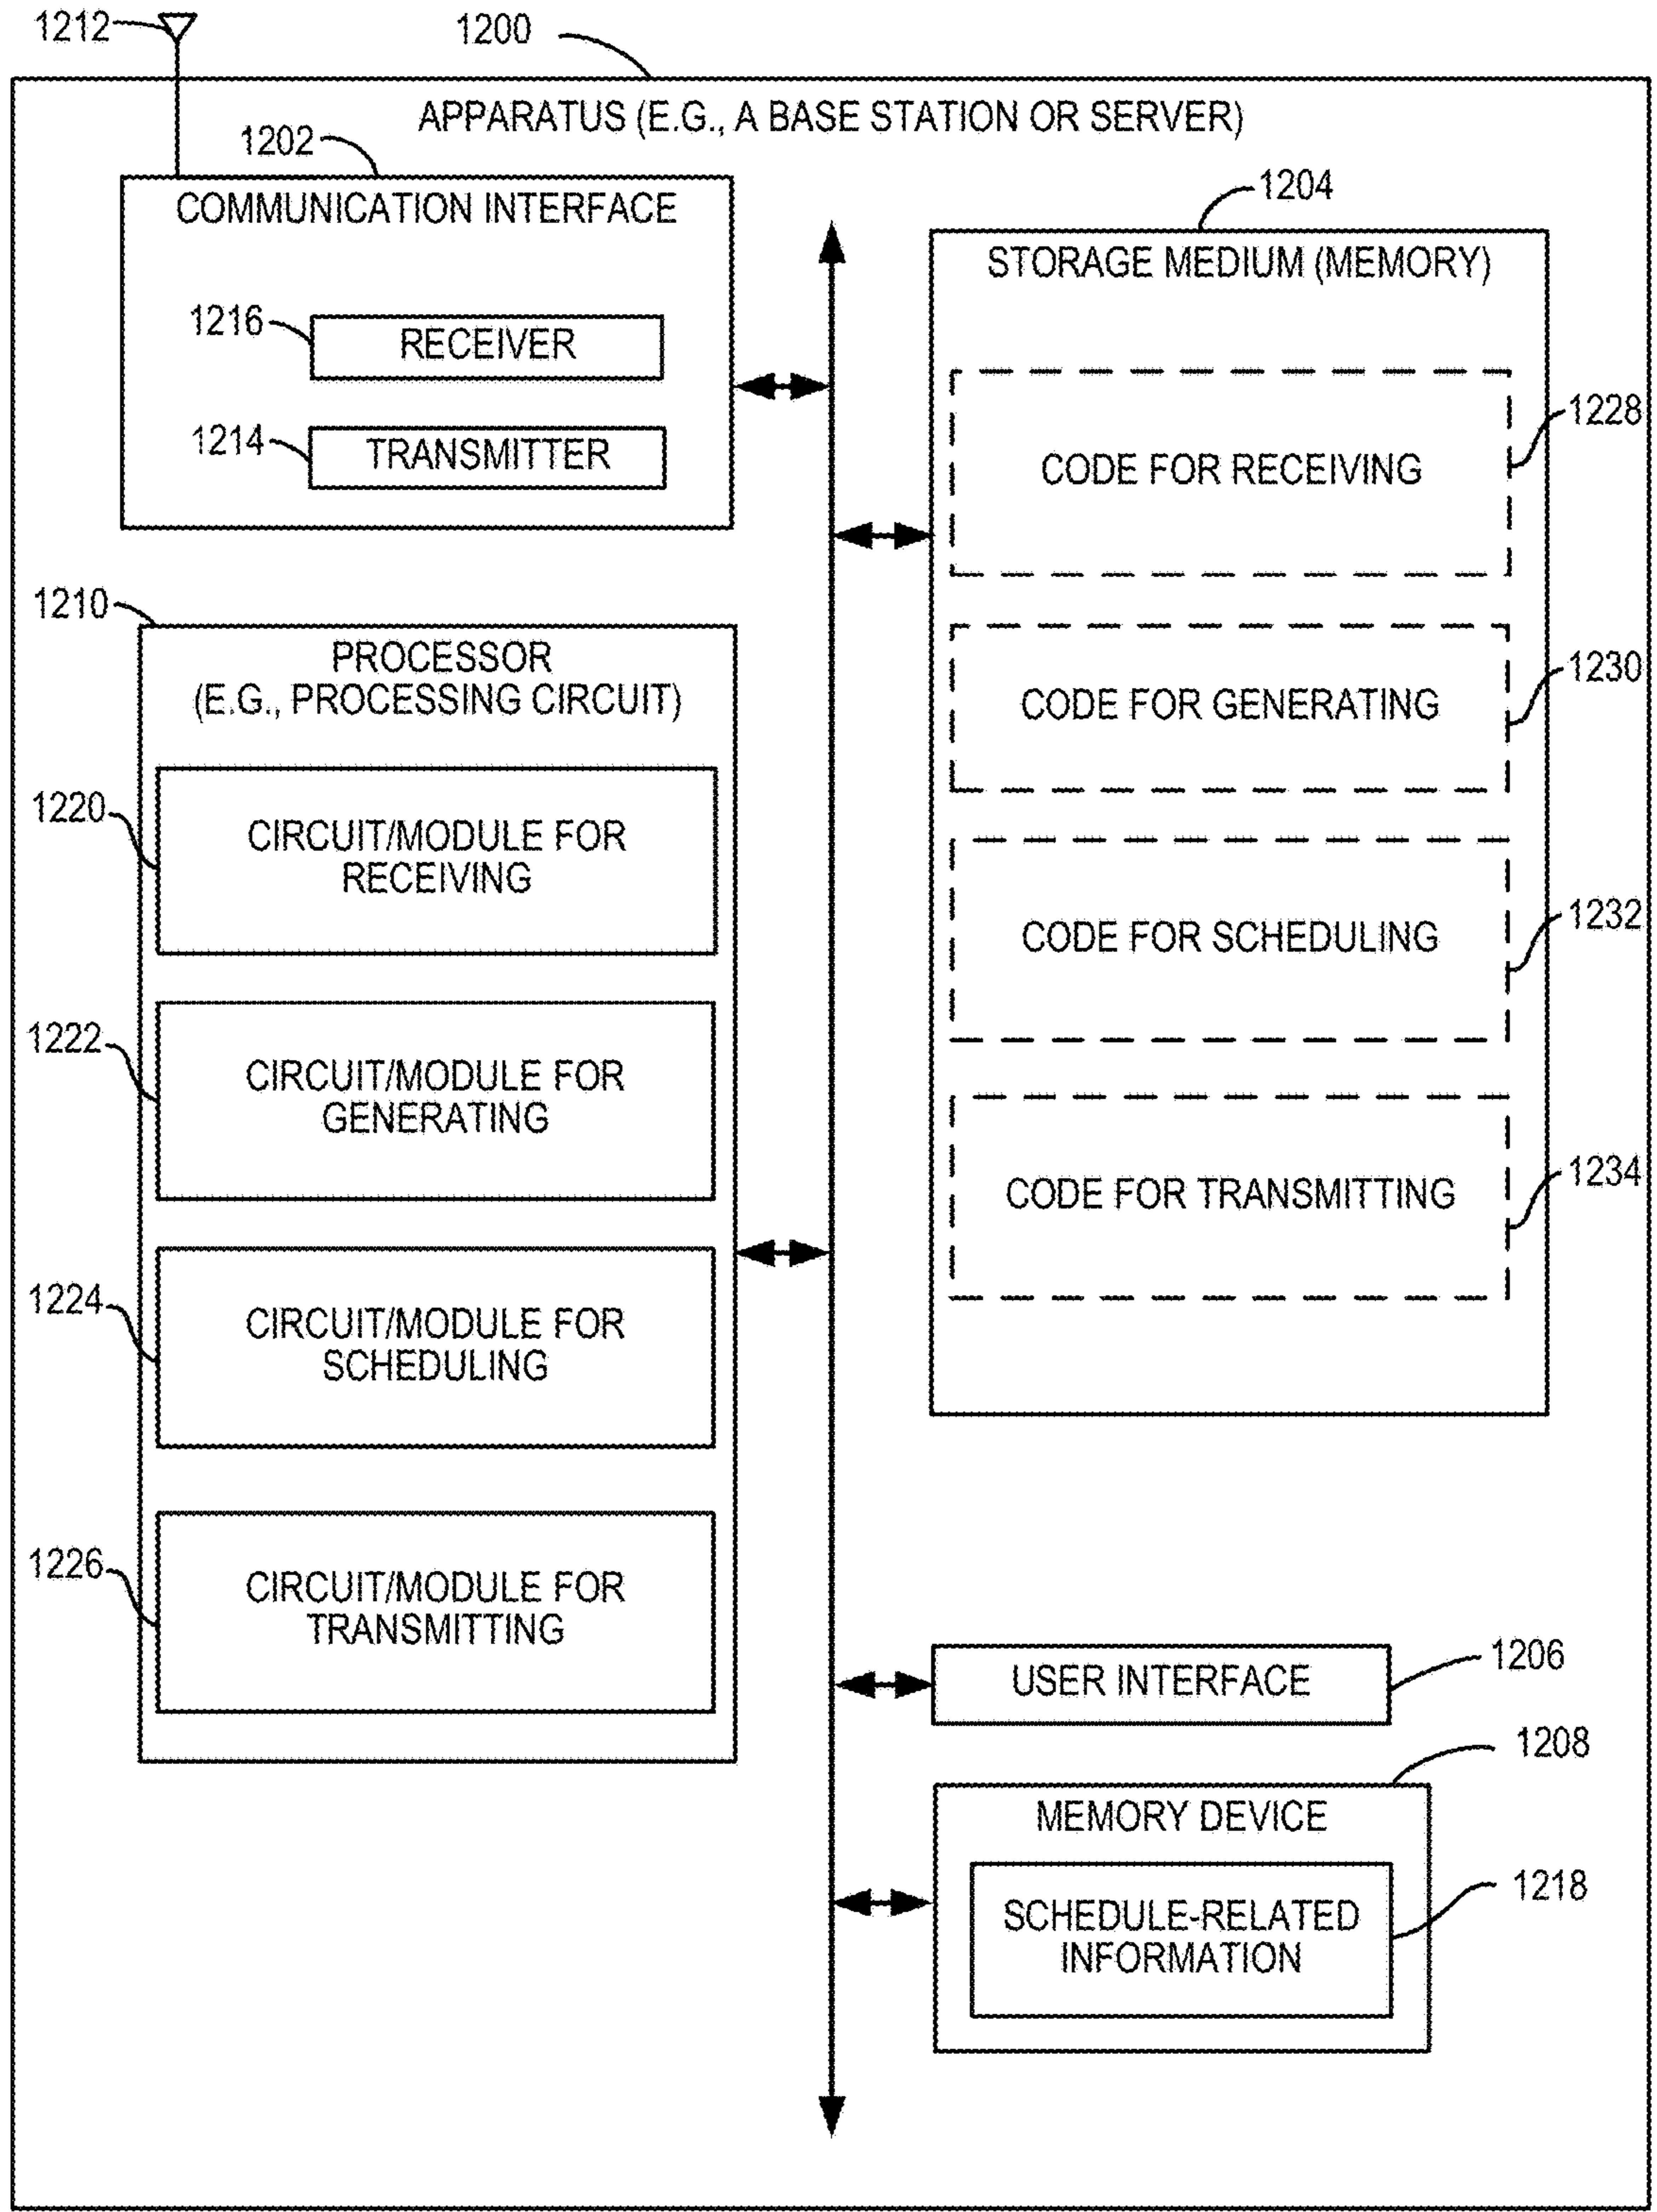 1212
1200
APPARATUS (E.G., A BASE STATION OR SERVER)
1202
COMMUNICATION INTERFACE
1216
RECEIVER
1214
TRANSMITTER
1204
STORAGE MEDIUM (MEMORY)
1228
CODE FOR RECEIVING
1230
CODE FOR GENERATING
1232
CODE FOR SCHEDULING
1234
CODE FOR TRANSMITTING
1210
PROCESSOR
(E.G., PROCESSING CIRCUIT)
1220
CIRCUIT/MODULE FOR
RECEIVING
1222
CIRCUIT/MODULE FOR
GENERATING
1224
CIRCUIT/MODULE FOR
SCHEDULING
1226
CIRCUIT/MODULE FOR
TRANSMITTING
1206
USER INTERFACE
1208
MEMORY DEVICE
1218
SCHEDULE-RELATED
INFORMATION